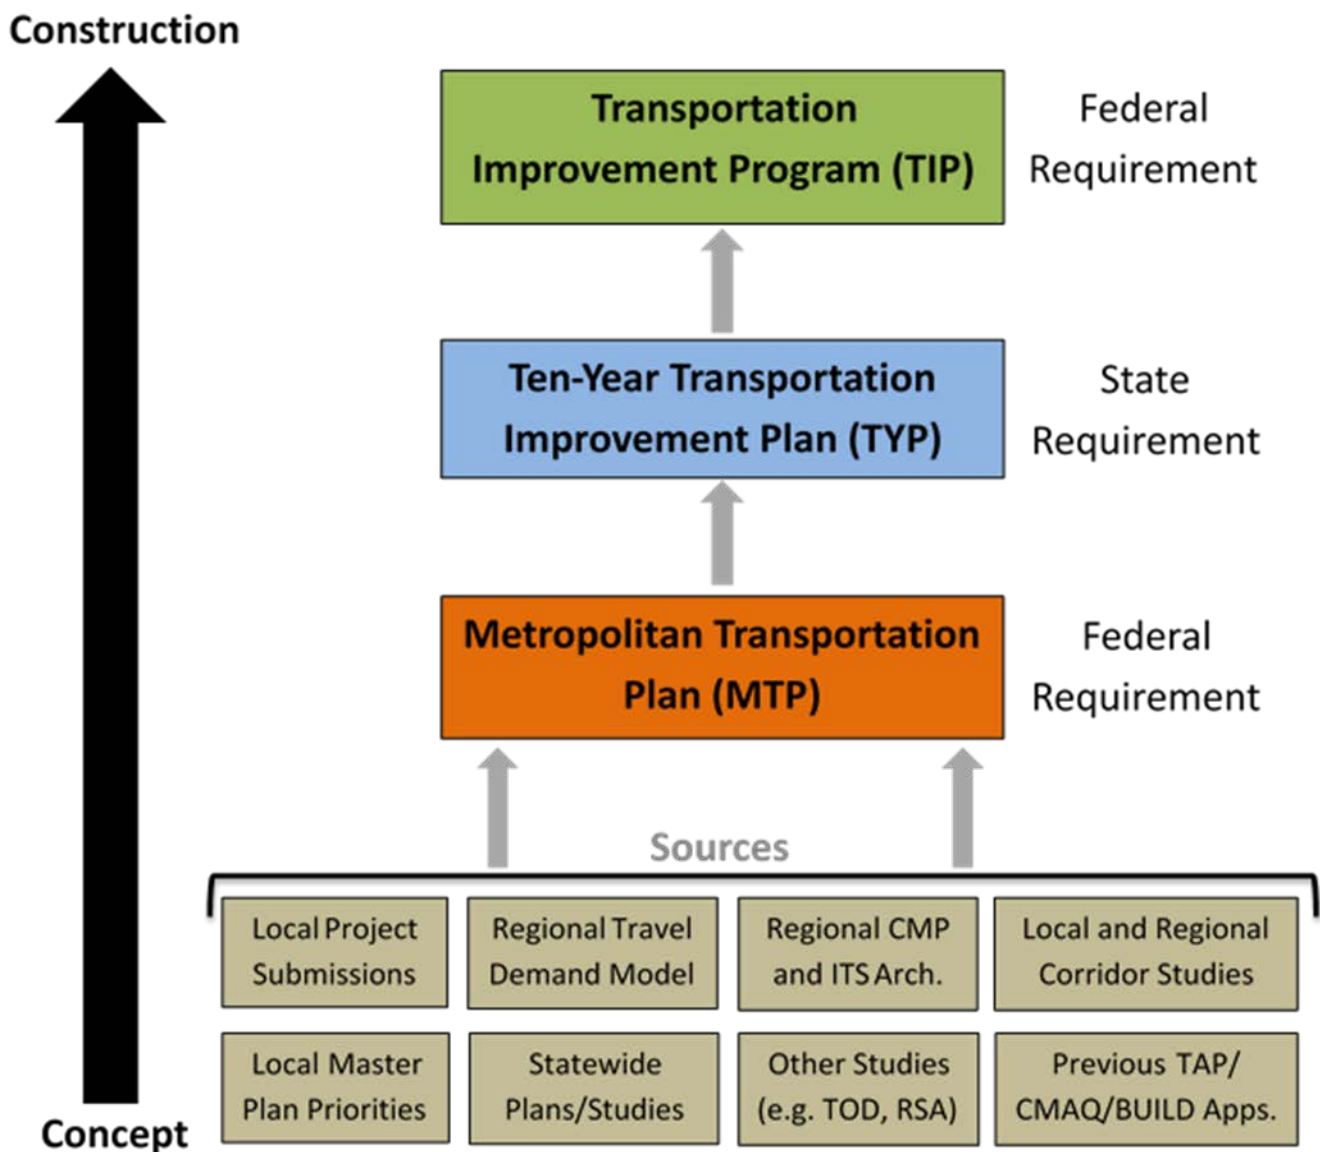 Construction
Transportation
Improvement Program (TIP)
Federal
Requirement
Ten-Year Transportation
Improvement Plan (TYP)
State
Requirement
Metropolitan Transportation
Plan (MTP)
Federal
Requirement
Sources
Local Project
Submissions
Regional Travel
Demand Model
Regional CMP
and ITS Arch.
Local and Regional
Corridor Studies
Local Master
Plan Priorities
Statewide
Plans/Studies
Other Studies
(e.g. TOD, RSA)
Previous TAP/
CMAQ/BUILD Apps.
Concept